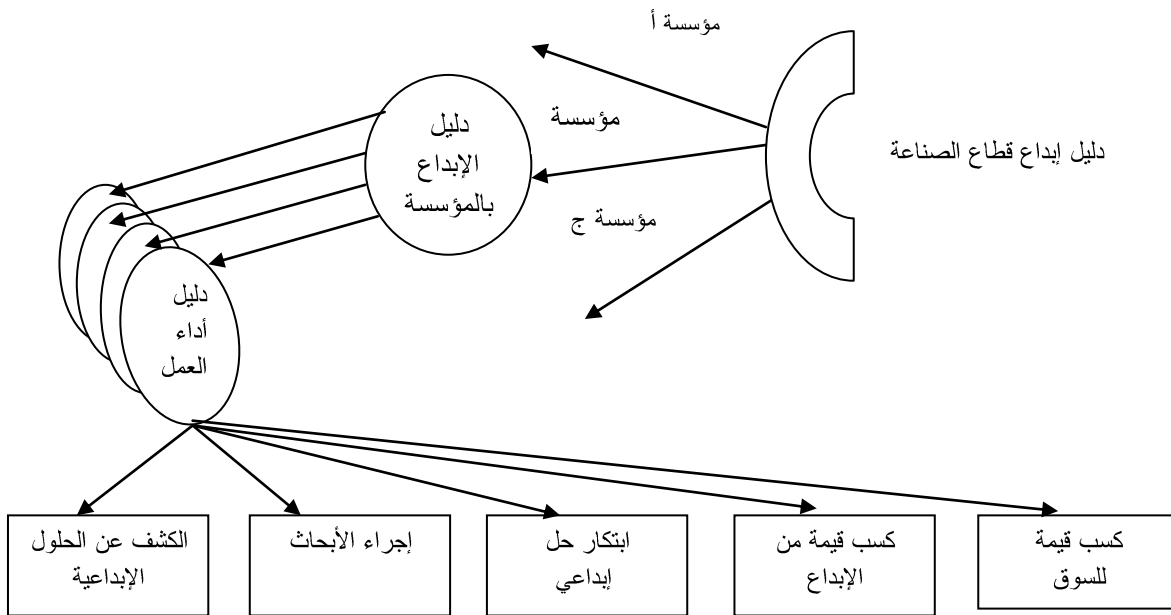 مؤسسة أ
مؤسسة
مؤسسة ج
دليل إبداع قطاع الصناعة
دليل
الإبداع
بالمؤسسة
دليل
أداء
العمل
كسب قيمة
للسوق
كسب قيمة من
الإبداع
ابتكار حل
إبداعي
إجراء الأبحاث
الكشف عن الحلول
الإبداعية